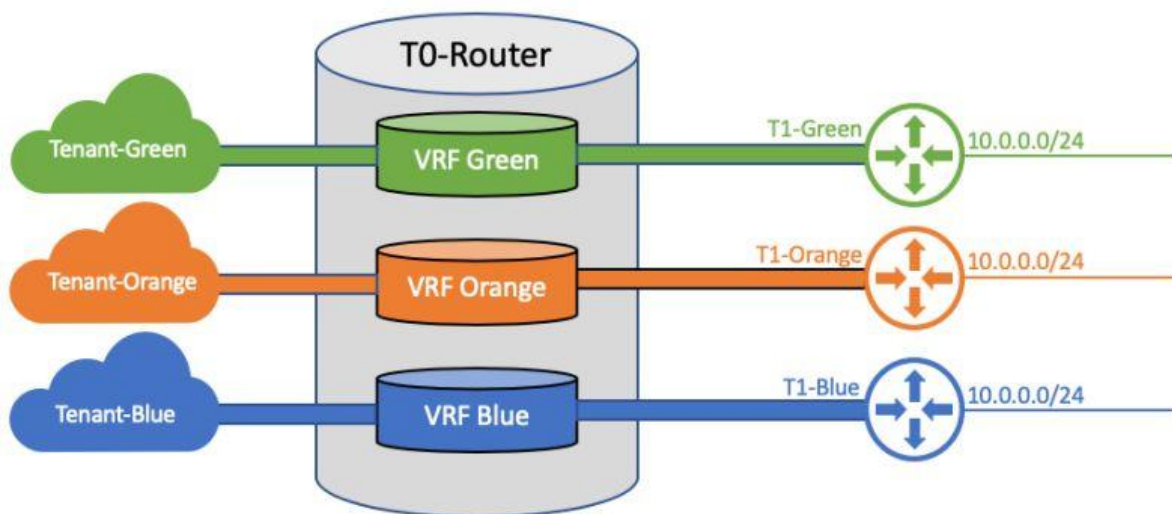 T0-Router
Tenant-Green
VRF Green
T1-Green
10.0.0.0/24
Tenant-Orange
VRF Orange
T1-Orange
10.0.0.0/24
Tenant-Blue
VRF Blue
T1-Blue
10.0.0.0/24